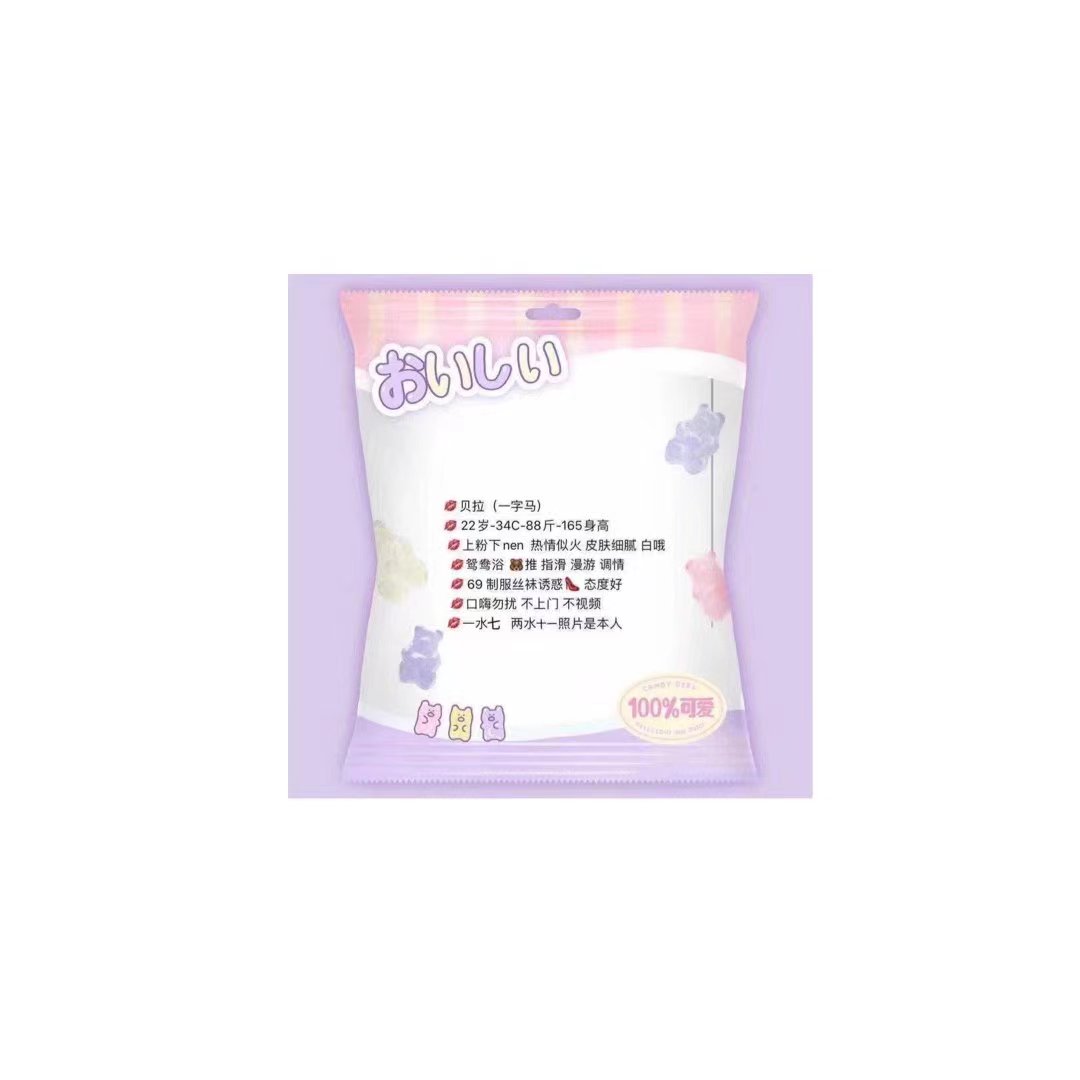 おいしい
💋贝拉（一字马）
💋22岁-34C-88斤-165身高
💋上粉下nen 热情似火 皮肤细腻 白哦
💋鸳鸯浴 🐻推 指滑 漫游 调情
💋69 制服丝袜诱惑👠 态度好
💋口嗨勿扰 不上门 不视频
💋一水七 两水十一照片是本人
100%可爱